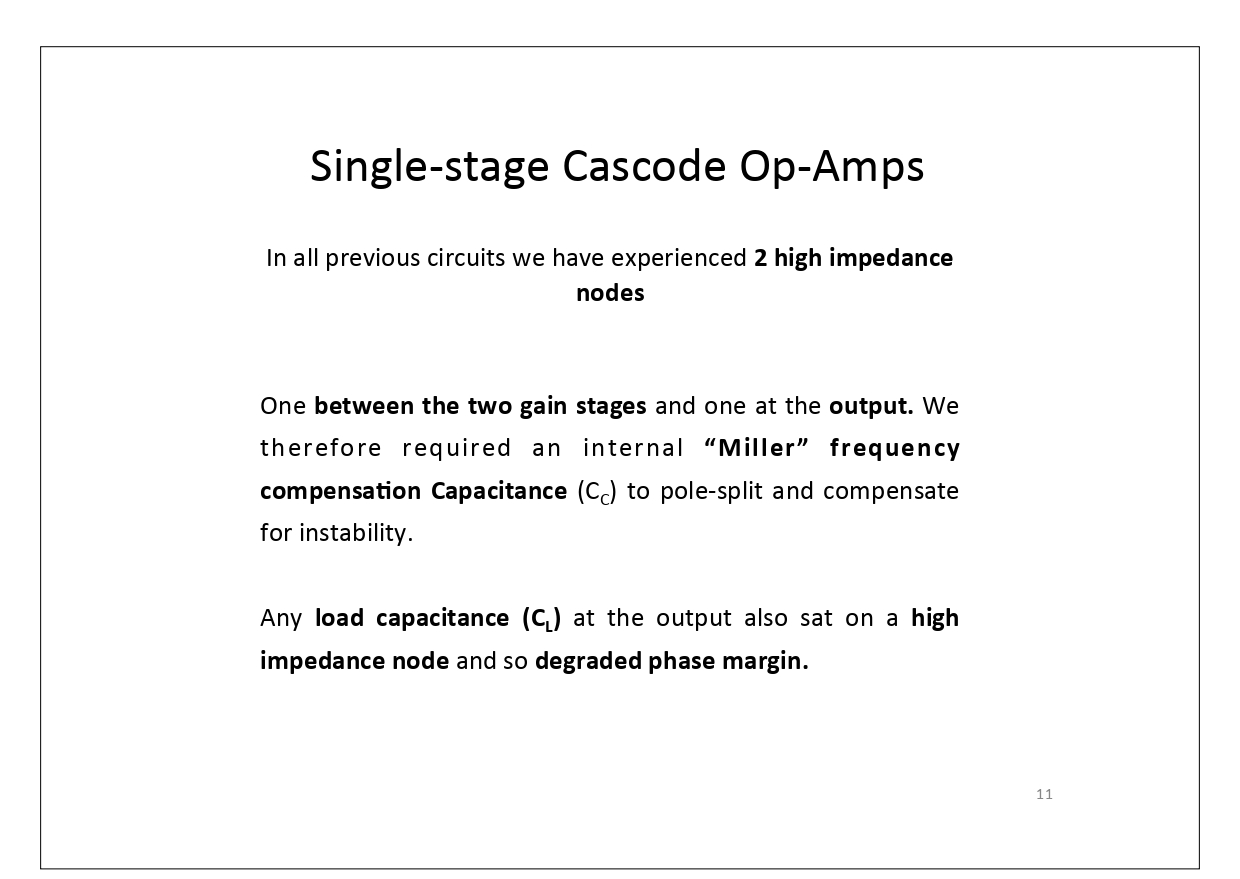 Single-stage Cascode Op-Amps
In all previous circuits we have experienced 2 high impedance
nodes
One between the two gain stages and one at the output. We
therefore required an internal “Miller” frequency
compensation Capacitance (CC) to pole-split and compensate
for instability.
Any load capacitance (CL) at the output also sat on a high
impedance node and so degraded phase margin.
11